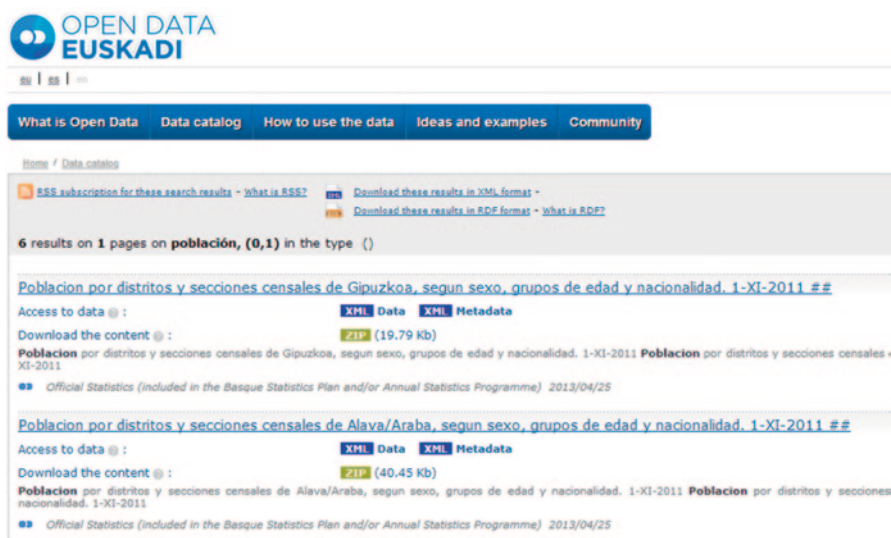 OPEN DATA
EUSKADI
eu | es | en
What is Open Data Data catalog How to use the data Ideas and examples Community
Home / Data catalog
RSS subscription for these search results - What is RSS? XML Download these results in XML format -
Download these results in RDF format - What is RDF?
6 results on 1 pages on población, (0,1) in the type ()
Poblacion por distritos y secciones censales de Gipuzkoa, segun sexo, grupos de edad y nacionalidad. 1-XI-2011 ##
Access to data : XML Data XML Metadata
Download the content : ZIP (19.79 Kb)
Poblacion por distritos y secciones censales de Gipuzkoa, segun sexo, grupos de edad y nacionalidad. 1-XI-2011 Poblacion por distritos y secciones censales
XI-2011
Official Statistics (included in the Basque Statistics Plan and/or Annual Statistics Programme) 2013/04/25
Poblacion por distritos y secciones censales de Alava/Araba, segun sexo, grupos de edad y nacionalidad. 1-XI-2011 ##
Access to data : XML Data XML Metadata
Download the content : ZIP (40.45 Kb)
Poblacion por distritos y secciones censales de Alava/Araba, segun sexo, grupos de edad y nacionalidad. 1-XI-2011 Poblacion por distritos y secciones
nacionalidad. 1-XI-2011
Official Statistics (included in the Basque Statistics Plan and/or Annual Statistics Programme) 2013/04/25